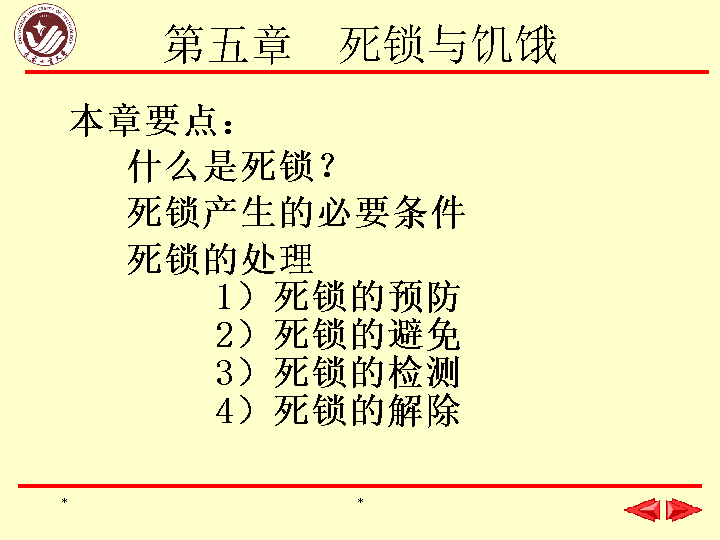 第五章 死锁与饥饿
本章要点：
什么是死锁？
死锁产生的必要条件
死锁的处理
1）死锁的预防
2）死锁的避免
3）死锁的检测
4）死锁的解除
*
*